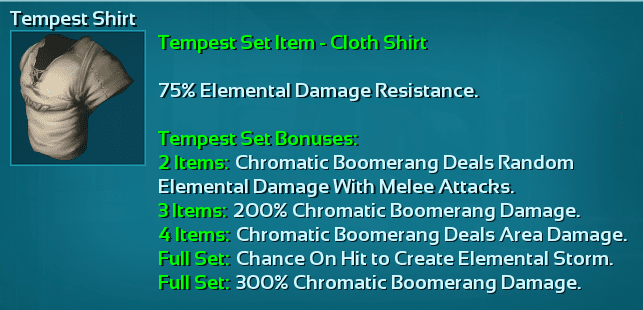 Tempest Shirt
Tempest Set Item - Cloth Shirt
75% Elemental Damage Resistance.
Tempest Set Bonuses:
2 Items: Chromatic Boomerang Deals Random
Elemental Damage With Melee Attacks.
3 Items: 200% Chromatic Boomerang Damage.
4 Items: Chromatic Boomerang Deals Area Damage.
Full Set: Chance On Hit to Create Elemental Storm.
Full Set: 300% Chromatic Boomerang Damage.